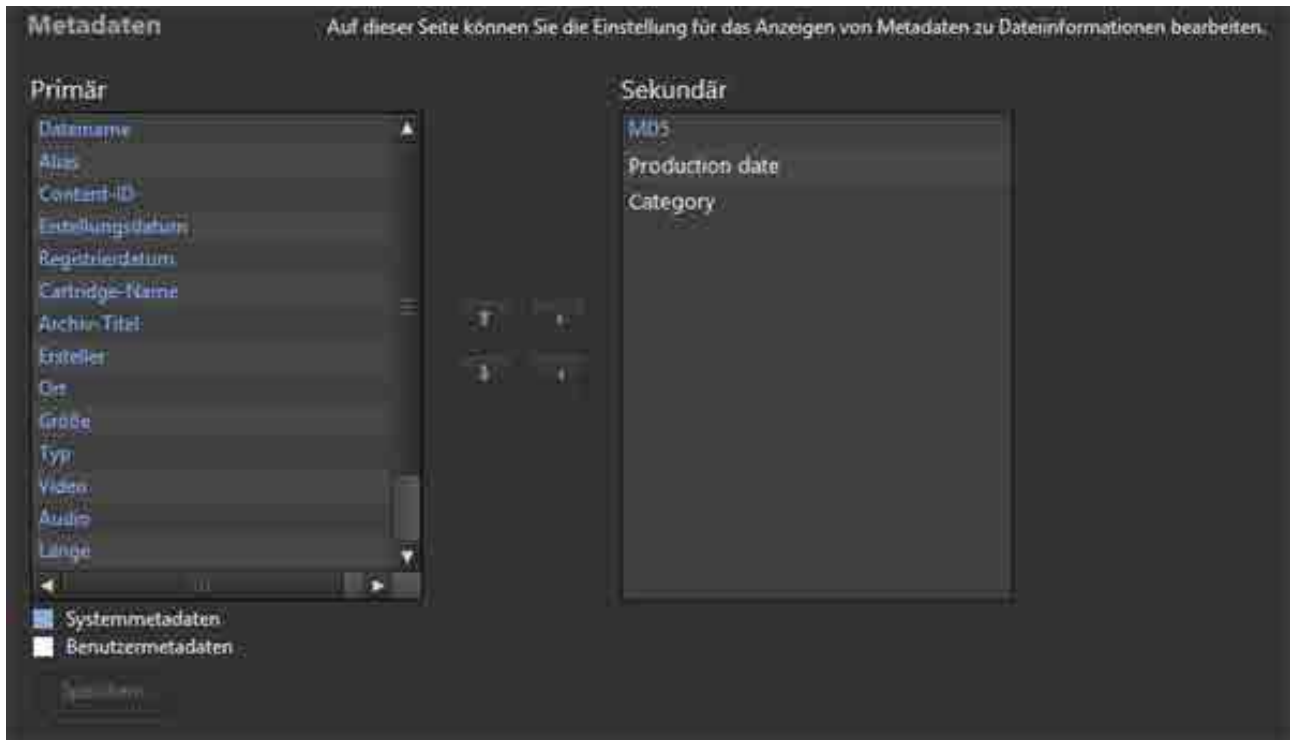 Metadaten
Auf dieser Seite können Sie die Einstellung für das Anzeigen von Metadaten zu Dateiinformationen bearbeiten.
Primär
Dateiname
Alias
Content-ID
Erstellungsdatum
Registrierdatum
Cartridge-Name
Archiv-Titel
Ersteller
Ort
Größe
Typ
Video
Audio
Länge
Systemmetadaten
Benutzermetadaten
Speichern
Sekundär
MD5
Production date
Category